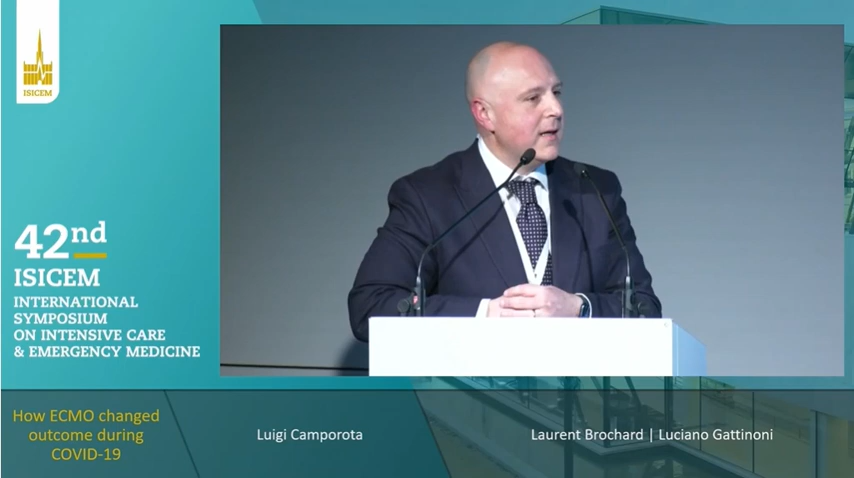 ISICEM
42nd
ISICEM
INTERNATIONAL
SYMPOSIUM
ON INTENSIVE CARE
& EMERGENCY MEDICINE
How ECMO changed
outcome during
COVID-19
Luigi Camporota
Laurent Brochard | Luciano Gattinoni